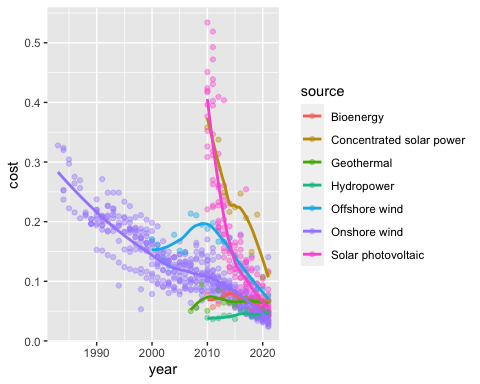 0.5
0.4
0.3
0.2
0.1
0.0
cost
1990
2000
2010
2020
year
source
Bioenergy
Concentrated solar power
Geothermal
Hydropower
Offshore wind
Onshore wind
Solar photovoltaic